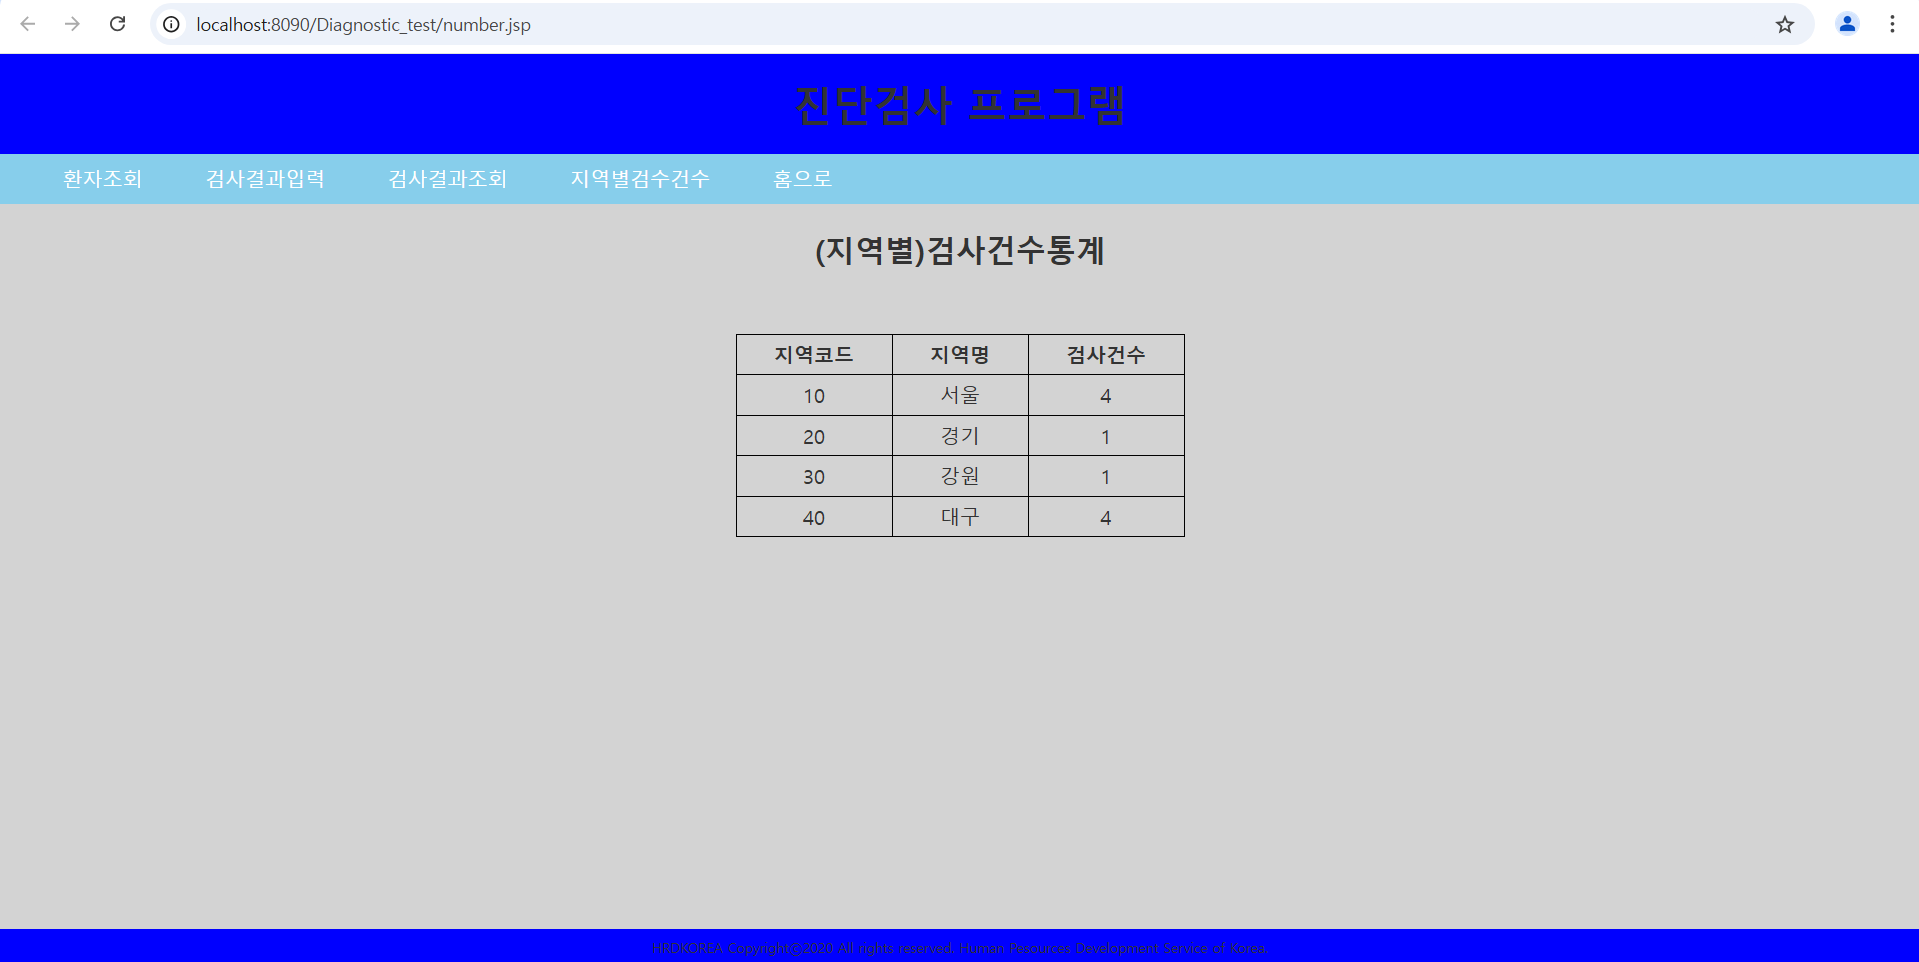 localhost:8090/Diagnostic_test/number.jsp
진단검사 프로그램
환자조회 검사결과입력 검사결과조회 지역별검수건수 홈으로
(지역별)검사건수통계
지역코드 지역명 검사건수
10 서울 4
20 경기 1
30 강원 1
40 대구 4
HRDKOREA Copyright©2020 All rights reserved. Human Pesources Development Service of Korea.